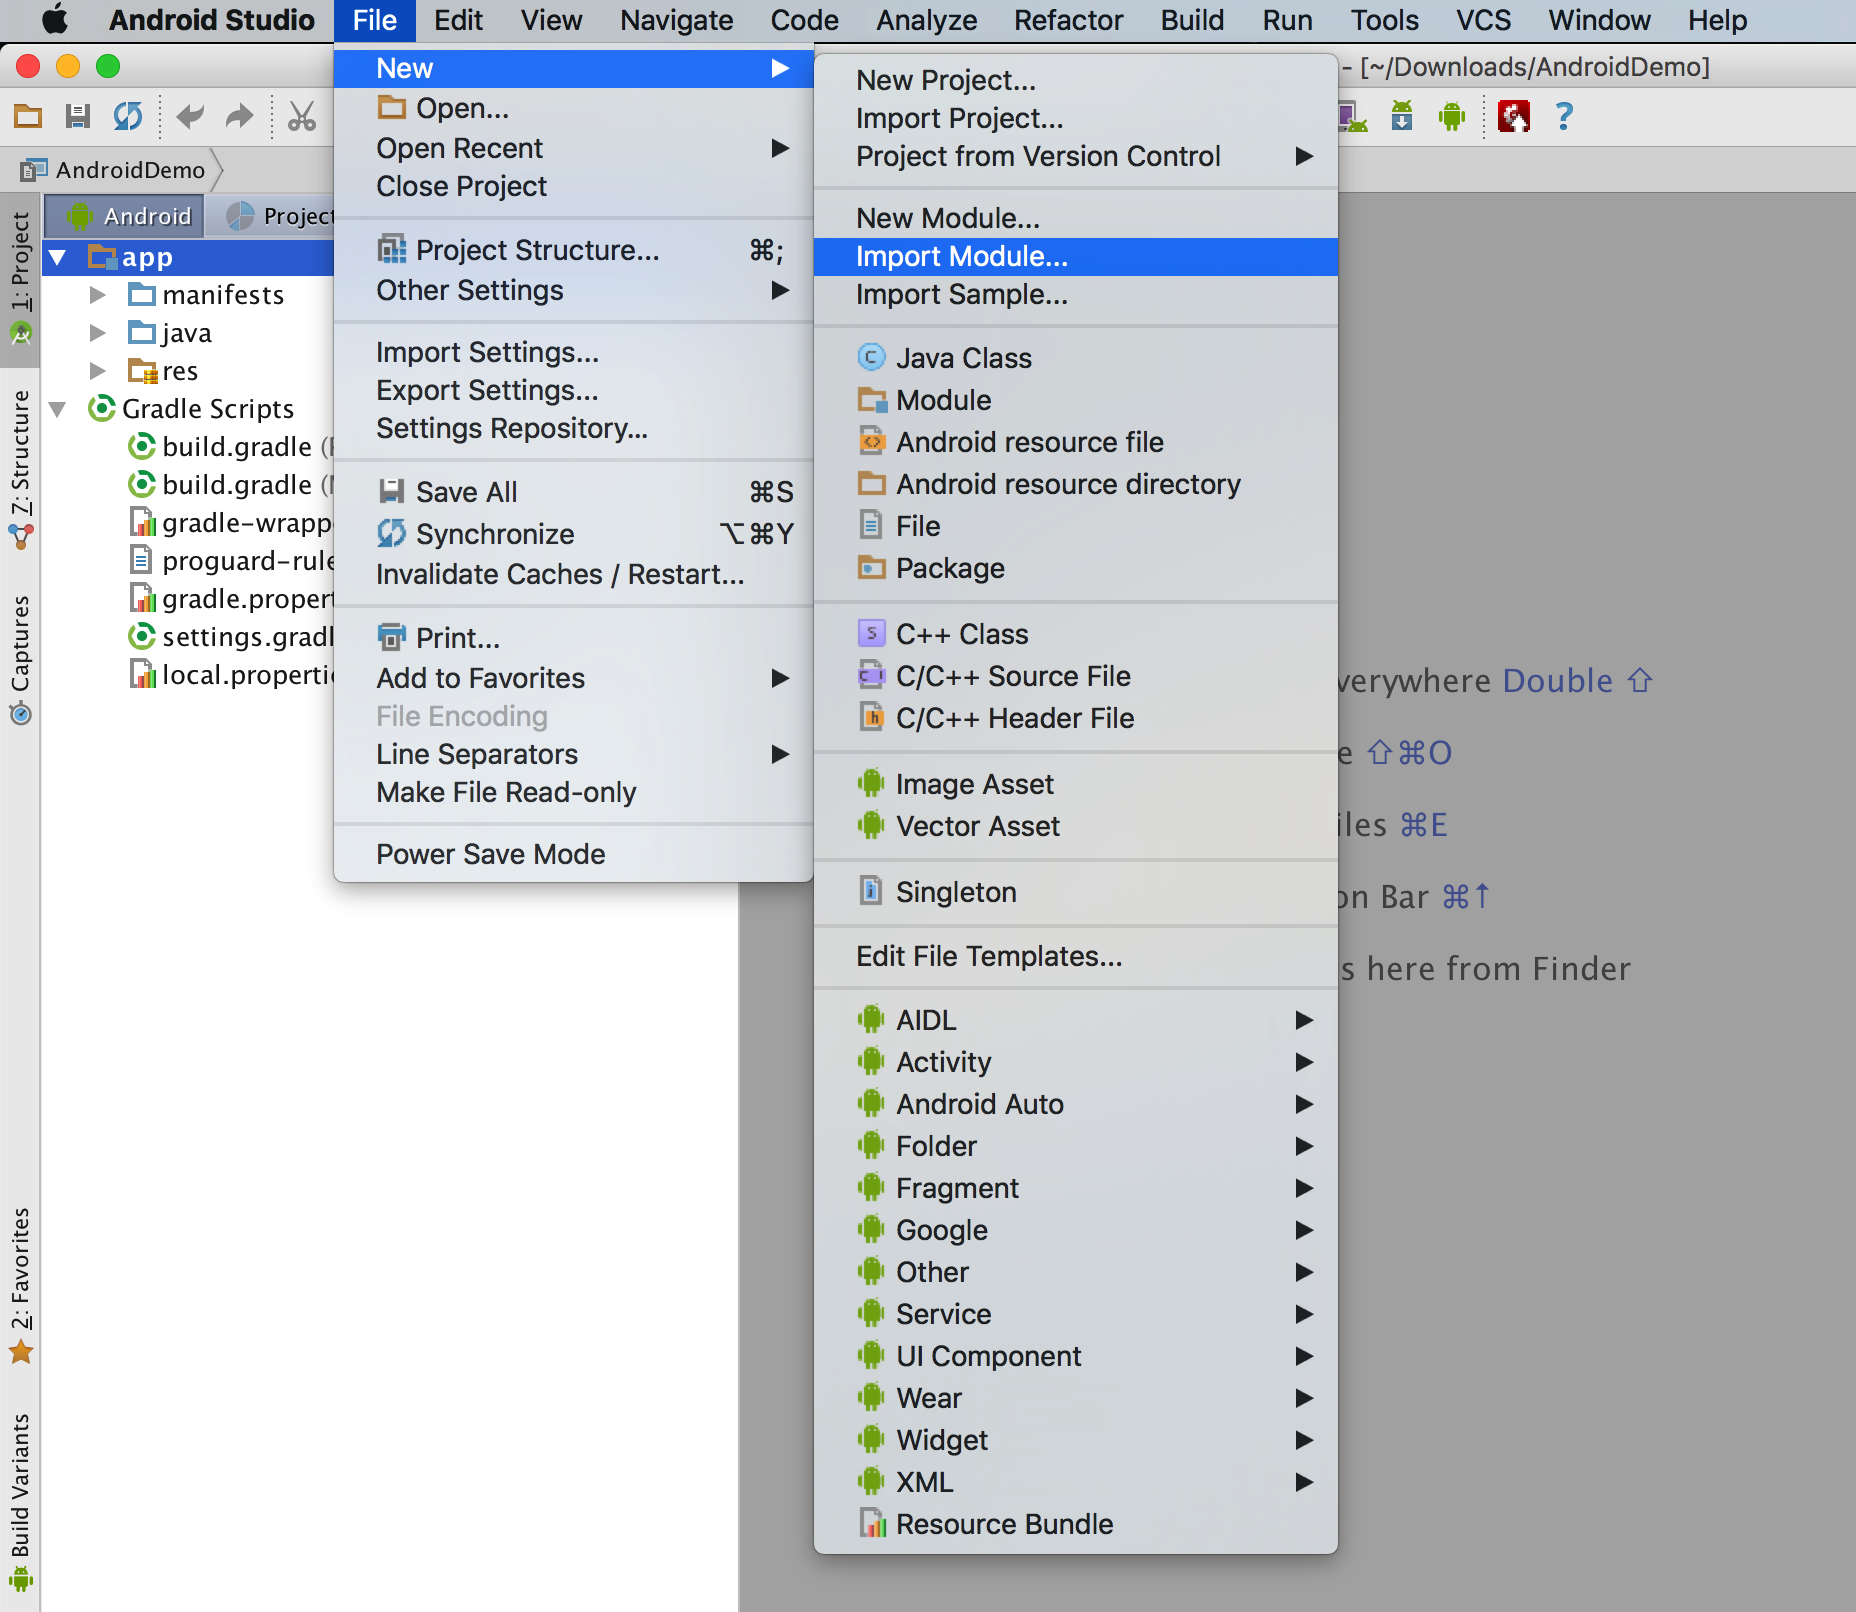 Android Studio File Edit View Navigate Code Analyze Refactor Build Run Tools VCS Window Help
- [~/Downloads/AndroidDemo]
AndroidDemo
Android Project
1: Project
7: Structure
Captures
2: Favorites
Build Variants
app
manifests
java
res
Gradle Scripts
build.gradle
build.gradle
gradle-wrappe
proguard-rule
gradle.propert
settings.gradl
local.properti
New
Open...
Open Recent
Close Project
Project Structure... ⌘;
Other Settings
Import Settings...
Export Settings...
Settings Repository...
Save All ⌘S
Synchronize ⌥⌘Y
Invalidate Caches / Restart...
Print...
Add to Favorites
File Encoding
Line Separators
Make File Read-only
Power Save Mode
New Project...
Import Project...
Project from Version Control
New Module...
Import Module...
Import Sample...
Java Class
Module
Android resource file
Android resource directory
File
Package
C++ Class
C/C++ Source File
C/C++ Header File
Image Asset
Vector Asset
Singleton
Edit File Templates...
AIDL
Activity
Android Auto
Folder
Fragment
Google
Other
Service
UI Component
Wear
Widget
XML
Resource Bundle
verywhere Double ⇧
e ⇧⌘O
iles ⌘E
on Bar ⌘↑
s here from Finder